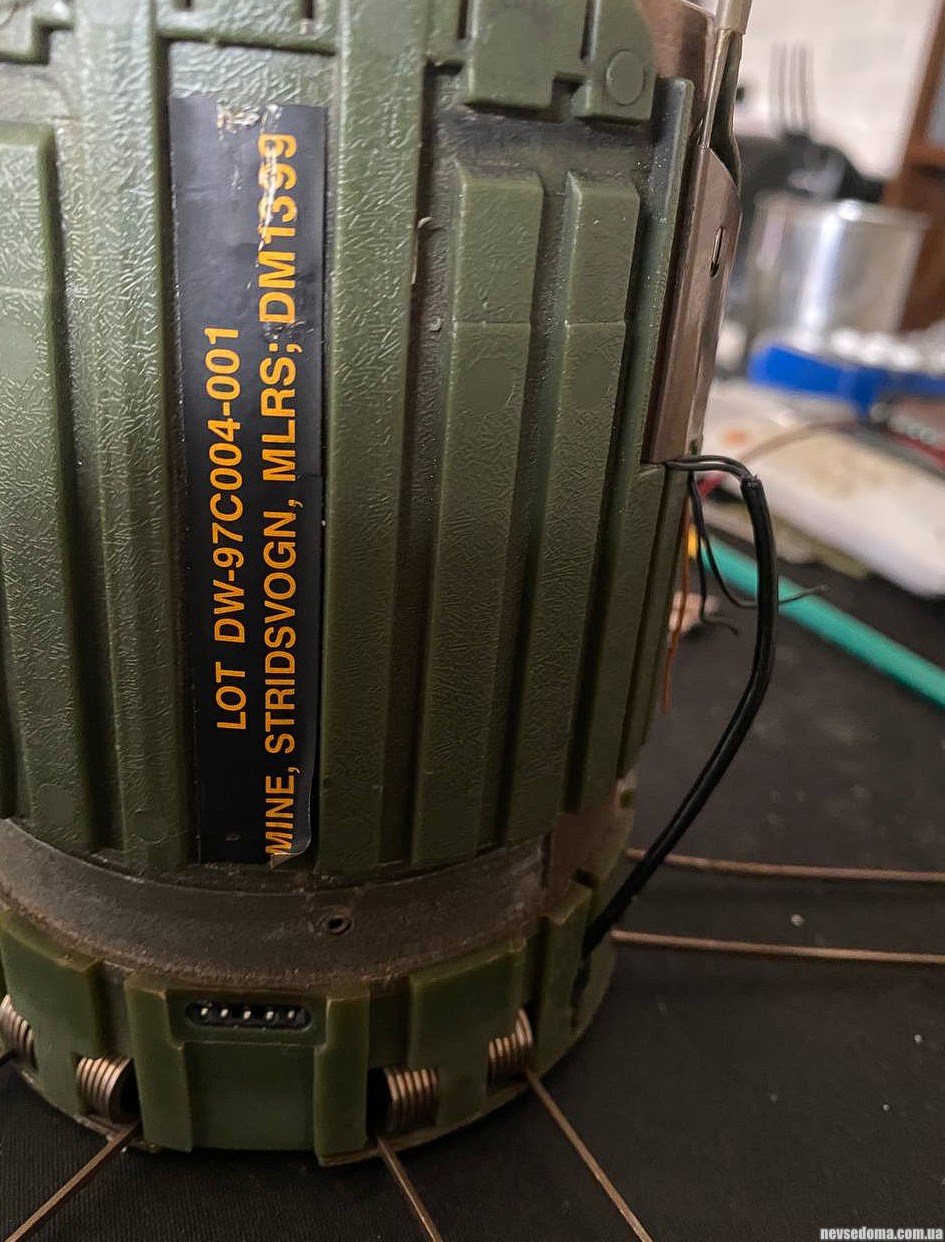 LOT DW-97C004-001
MINE, STRIDSVOGN, MLRS; DM1399
nevsedoma.com.ua